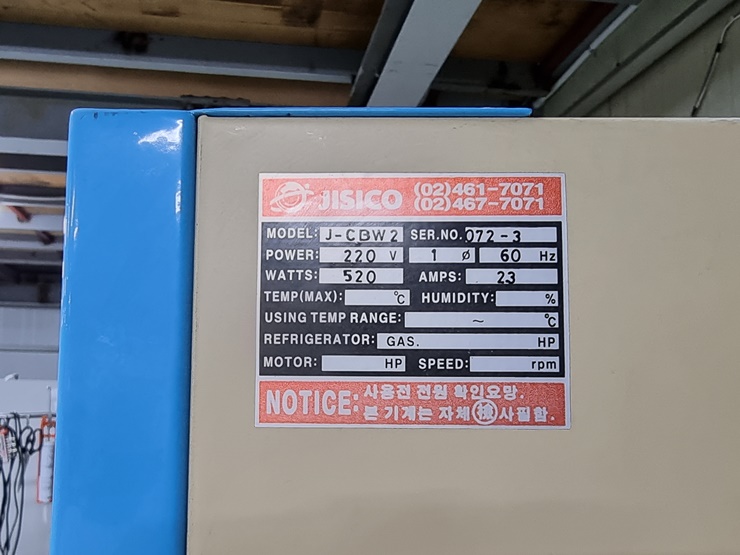 JISICO (02)461-7071
(02)467-7071
MODEL: J-CBW2 SER.NO. 072-3
POWER: 220 V 1 Ø 60 Hz
WATTS: 520 AMPS: 23
TEMP(MAX): °C HUMIDITY: %
USING TEMP RANGE: ~ °C
REFRIGERATOR: GAS. HP
MOTOR: HP SPEED: rpm
NOTICE: 사용전 전원 확인요망.
본 기계는 자체 檢 사필함.